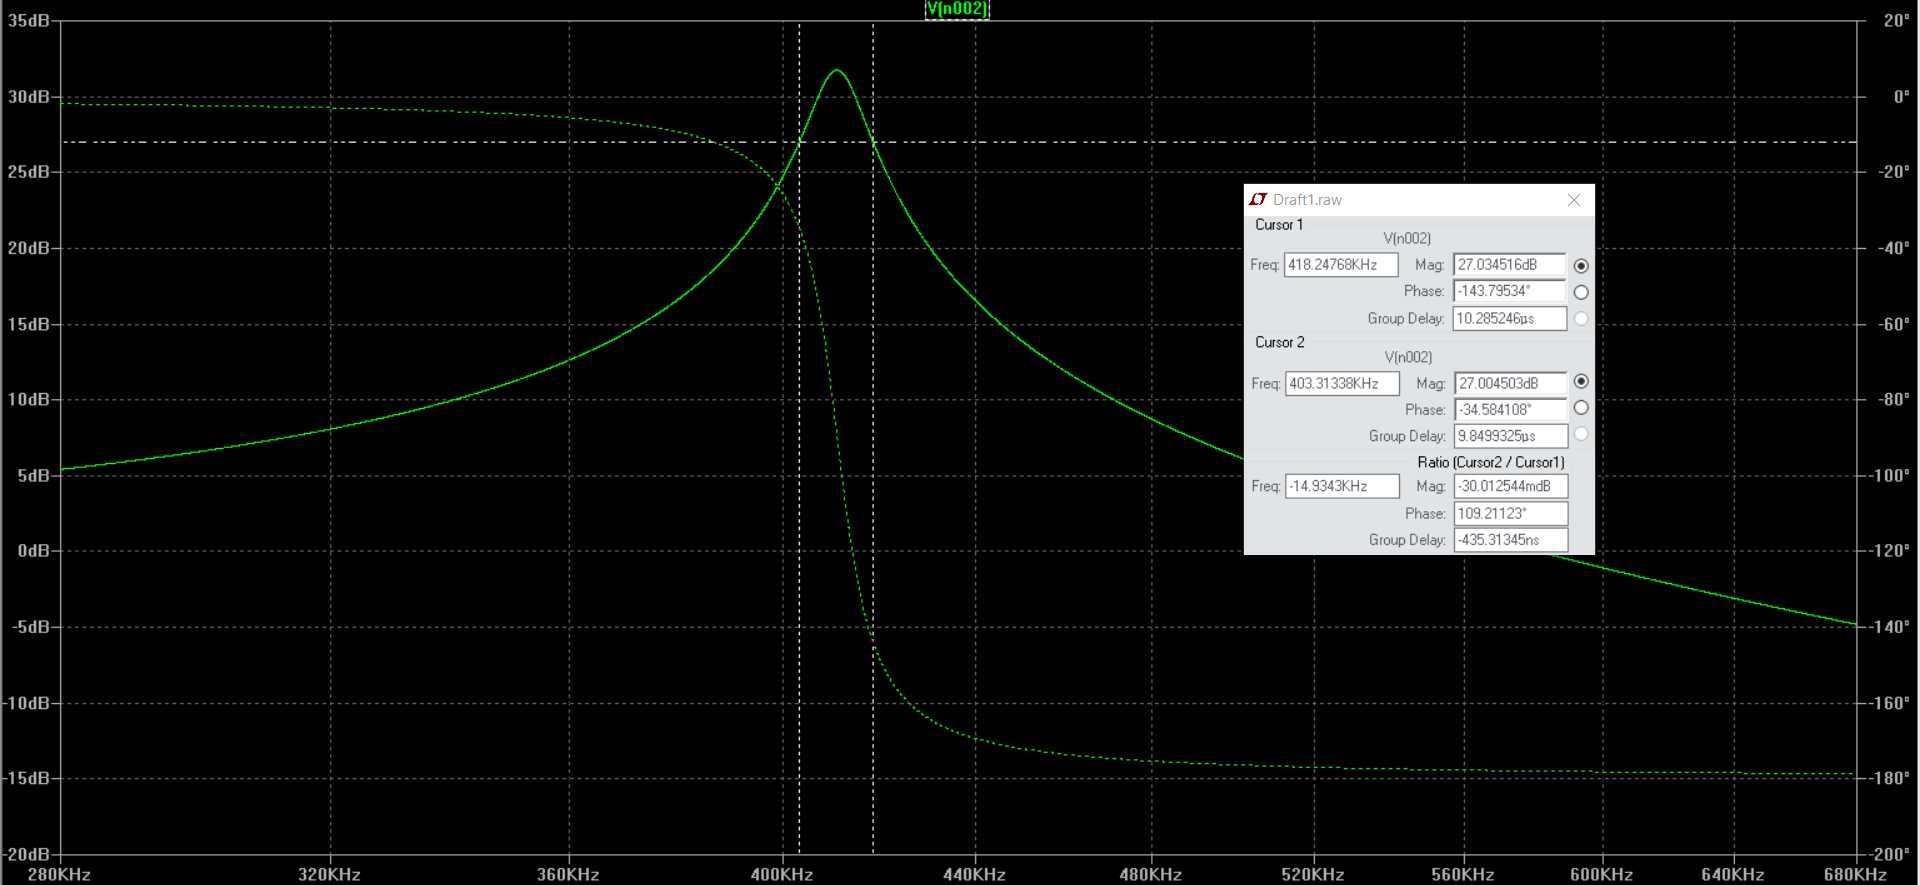 V(n002)
35dB 20°
30dB 0°
25dB -20°
20dB -40°
15dB -60°
10dB -80°
5dB -100°
0dB -120°
-5dB -140°
-10dB -160°
-15dB -180°
-20dB -200°
280KHz 320KHz 360KHz 400KHz 440KHz 480KHz 520KHz 560KHz 600KHz 640KHz 680KHz
Draft1.raw
Cursor 1
V(n002)
Freq: 418.24768KHz Mag: 27.034516dB
Phase: -143.79534°
Group Delay: 10.285246µs
Cursor 2
V(n002)
Freq: 403.31338KHz Mag: 27.004503dB
Phase: -34.584108°
Group Delay: 9.8499325µs
Ratio (Cursor2 / Cursor1)
Freq: -14.9343KHz Mag: -30.012544mdB
Phase: 109.21123°
Group Delay: -435.31345ns